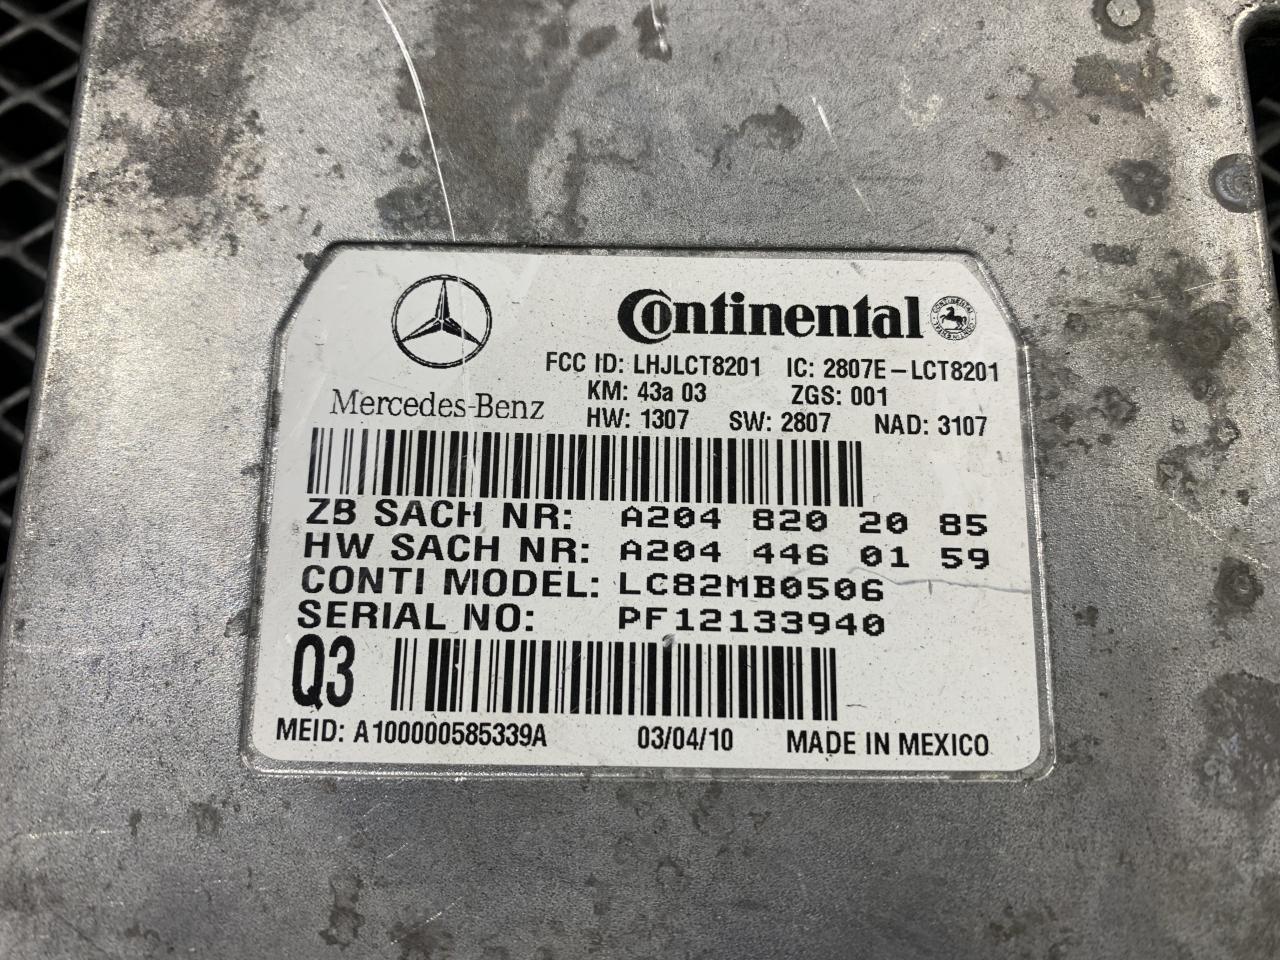 Continental
FCC ID: LHJLCT8201 IC: 2807E-LCT8201
KM: 43a 03 ZGS: 001
Mercedes-Benz
HW: 1307 SW: 2807 NAD: 3107
ZB SACH NR: A204 820 20 85
HW SACH NR: A204 446 01 59
CONTI MODEL: LC82MB0506
SERIAL NO: PF12133940
Q3
MEID: A100000585339A 03/04/10 MADE IN MEXICO